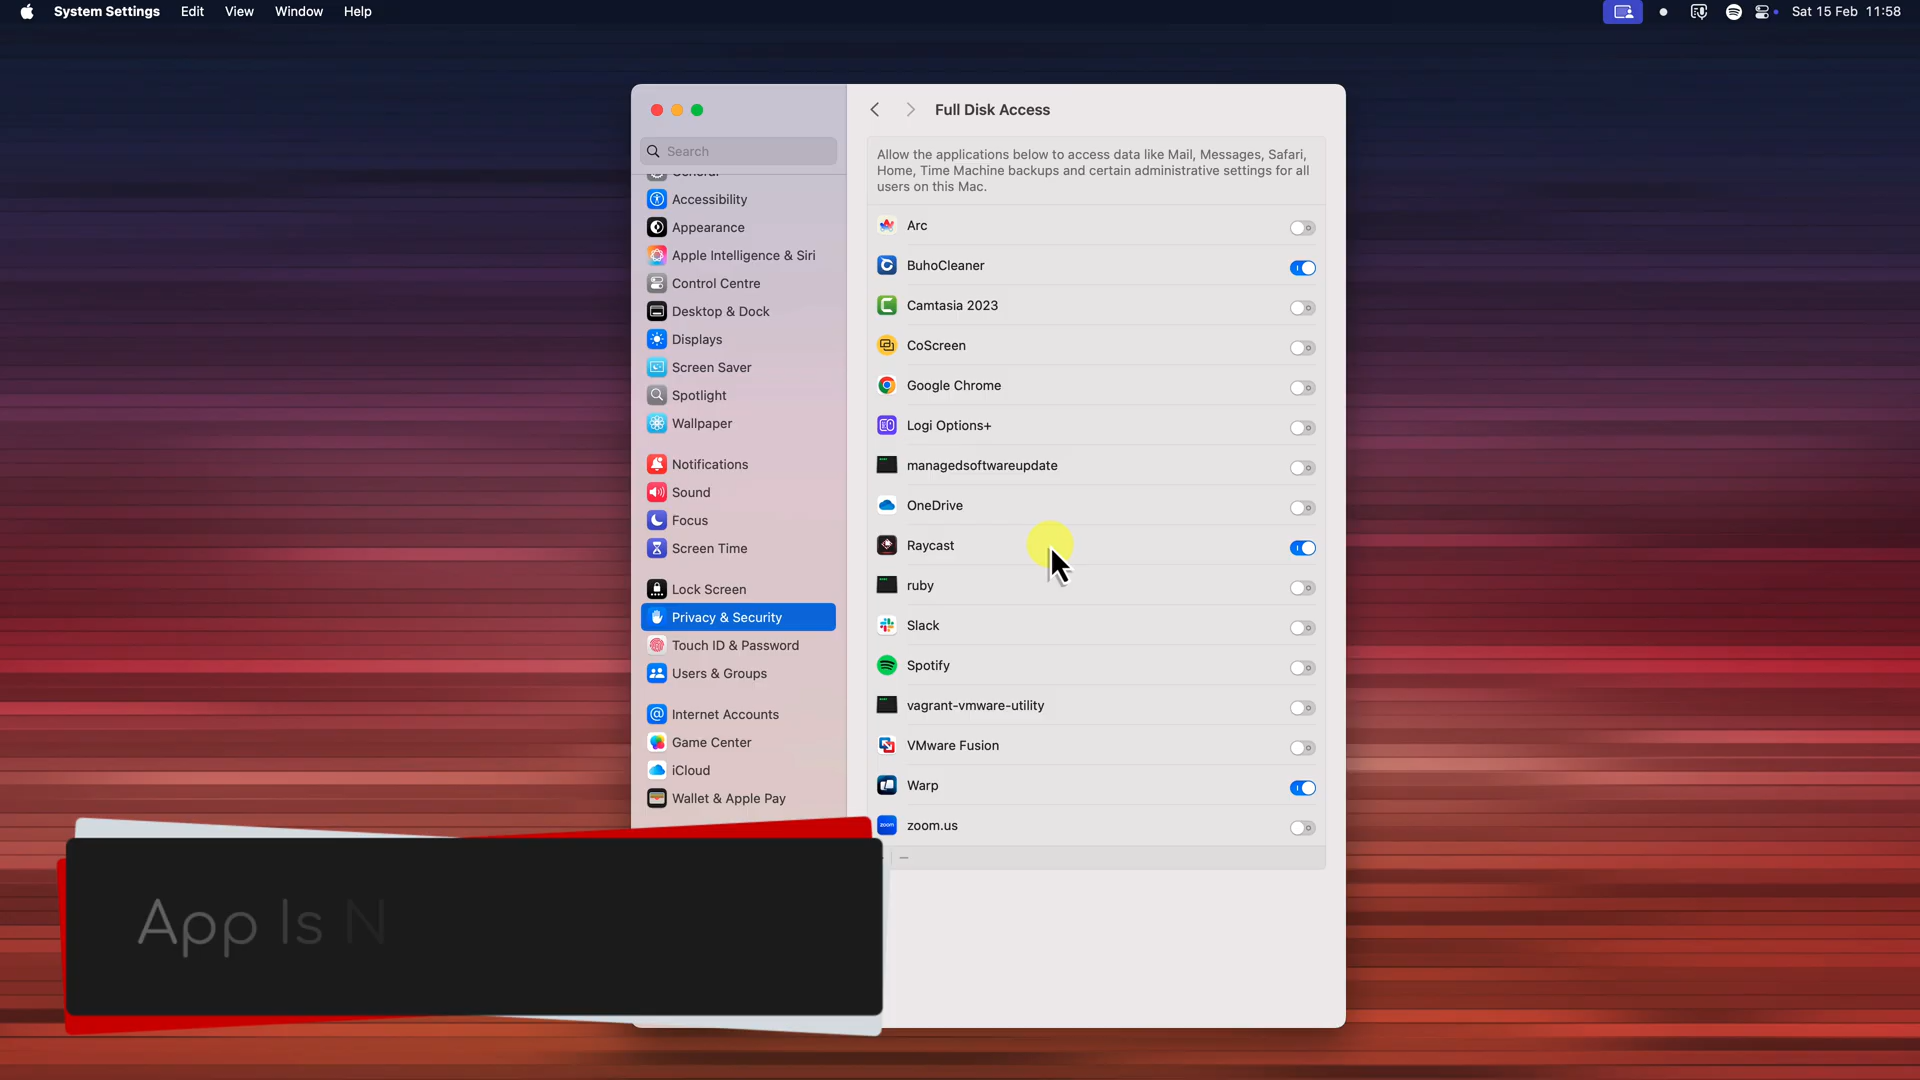 System Settings Edit View Window Help
Sat 15 Feb 11:58
Search
General
Accessibility
Appearance
Apple Intelligence & Siri
Control Centre
Desktop & Dock
Displays
Screen Saver
Spotlight
Wallpaper
Notifications
Sound
Focus
Screen Time
Lock Screen
Privacy & Security
Touch ID & Password
Users & Groups
Internet Accounts
Game Center
iCloud
Wallet & Apple Pay
Full Disk Access
Allow the applications below to access data like Mail, Messages, Safari,
Home, Time Machine backups and certain administrative settings for all
users on this Mac.
Arc
BuhoCleaner
Camtasia 2023
CoScreen
Google Chrome
Logi Options+
managedsoftwareupdate
OneDrive
Raycast
ruby
Slack
Spotify
vagrant-vmware-utility
VMware Fusion
Warp
zoom zoom.us
App Is N